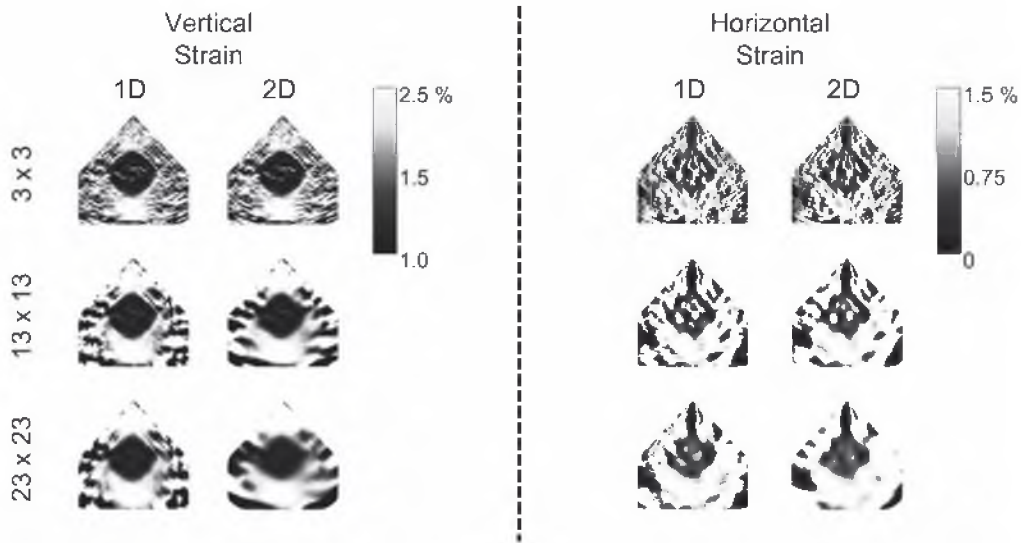 Vertical
Strain
1D 2D
2.5 %
1.5
1.0
Horizontal
Strain
1D 2D
1.5 %
0.75
0
3 x 3
13 x 13
23 x 23